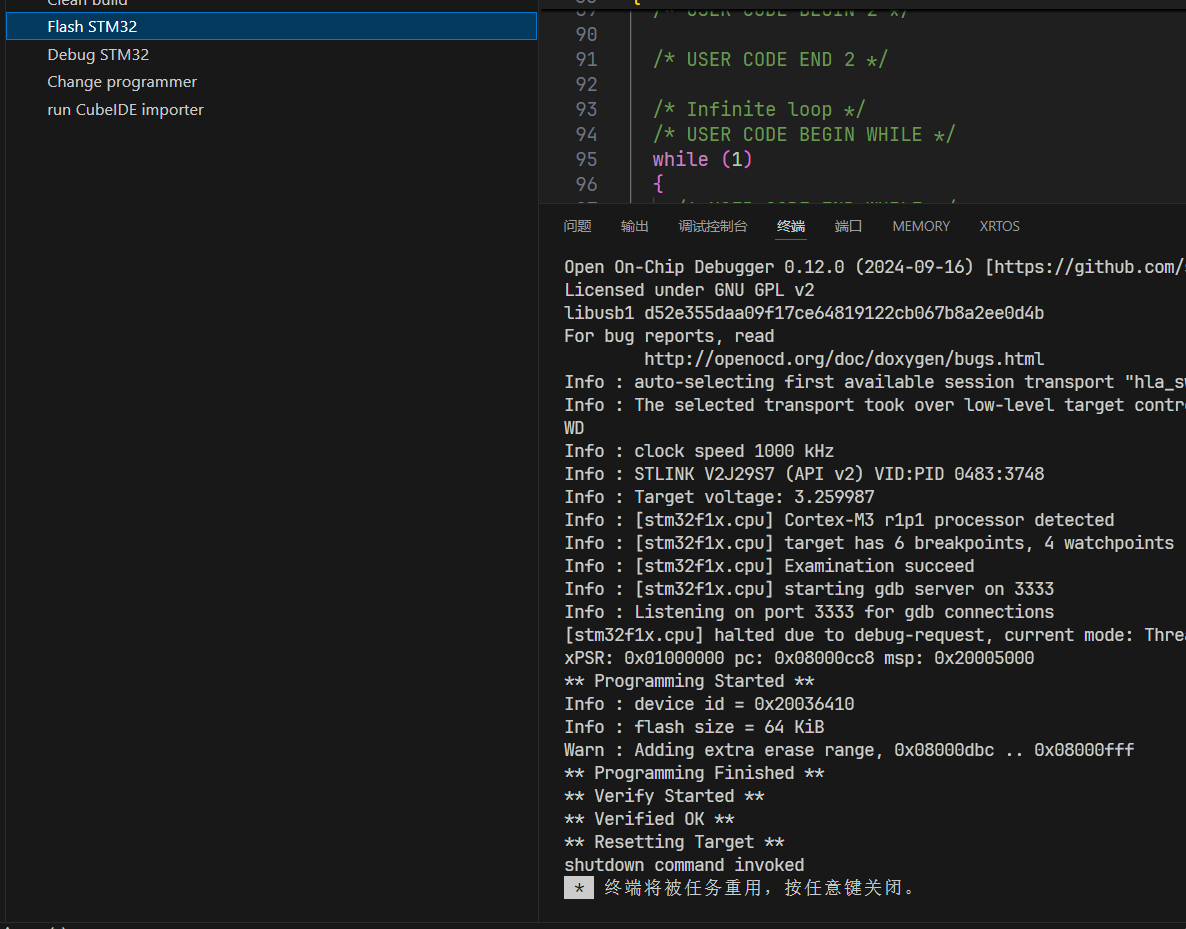 Clean build
Flash STM32
Debug STM32
Change programmer
run CubeIDE importer
89 /* USER CODE BEGIN 2 */
90
91 /* USER CODE END 2 */
92
93 /* Infinite loop */
94 /* USER CODE BEGIN WHILE */
95 while (1)
96 {
/* USER CODE END WHILE */
问题 输出 调试控制台 终端 端口 MEMORY XRTOS
Open On-Chip Debugger 0.12.0 (2024-09-16) [https://github.com/
Licensed under GNU GPL v2
libusb1 d52e355daa09f17ce64819122cb067b8a2ee0d4b
For bug reports, read
http://openocd.org/doc/doxygen/bugs.html
Info : auto-selecting first available session transport "hla_sw
Info : The selected transport took over low-level target contr
WD
Info : clock speed 1000 kHz
Info : STLINK V2J29S7 (API v2) VID:PID 0483:3748
Info : Target voltage: 3.259987
Info : [stm32f1x.cpu] Cortex-M3 r1p1 processor detected
Info : [stm32f1x.cpu] target has 6 breakpoints, 4 watchpoints
Info : [stm32f1x.cpu] Examination succeed
Info : [stm32f1x.cpu] starting gdb server on 3333
Info : Listening on port 3333 for gdb connections
[stm32f1x.cpu] halted due to debug-request, current mode: Threa
xPSR: 0x01000000 pc: 0x08000cc8 msp: 0x20005000
** Programming Started **
Info : device id = 0x20036410
Info : flash size = 64 KiB
Warn : Adding extra erase range, 0x08000dbc .. 0x08000fff
** Programming Finished **
** Verify Started **
** Verified OK **
** Resetting Target **
shutdown command invoked
* 终端将被任务重用，按任意键关闭。